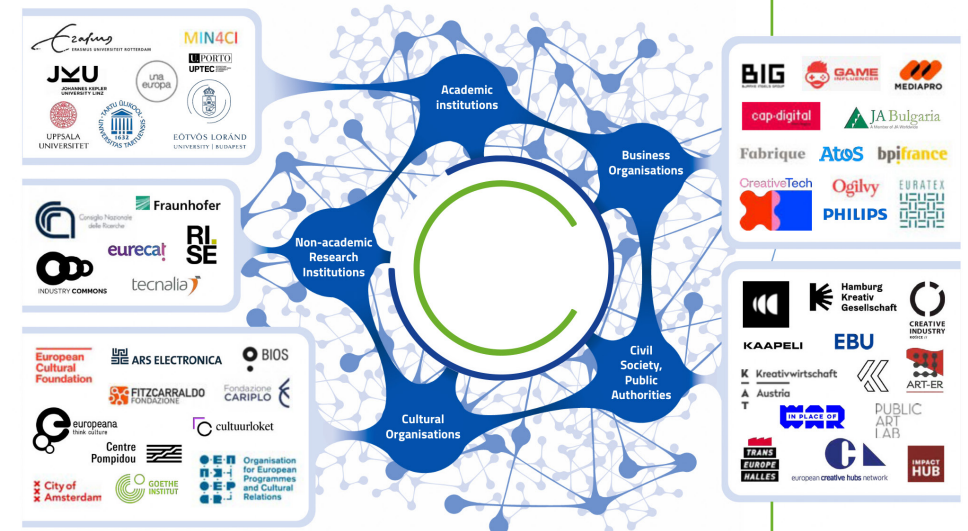 Erasmus
ERASMUS UNIVERSITEIT ROTTERDAM
MIN4CI
JKU
JOHANNES KEPLER
UNIVERSITY LINZ
una
europa
U.PORTO
UPTEC
UPPSALA
UNIVERSITET
TARTU ÜLIKOOL
UNIVERSITAS TARTUENSIS
1632
EÖTVÖS LORÁND
UNIVERSITY | BUDAPEST
Academic
institutions
Business
Organisations
BIG
GAME
INFLUENCER
MEDIAPRO
cap-digital
JA Bulgaria
A Member of JA Worldwide
Fabrique
Atos
bpifrance
CreativeTech
Ogilvy
PHILIPS
EURATEX
Consiglio Nazionale
delle Ricerche
Fraunhofer
eurecat
RI.
SE
INDUSTRY COMMONS
tecnalia
Non-academic
Research
Institutions
Civil
Society,
Public
Authorities
Hamburg
Kreativ
Gesellschaft
CREATIVE
INDUSTRY
KAAPELI
EBU
K Kreativwirtschaft
A Austria
T
ART-ER
IN PLACE OF
WAR
PUBLIC
ART
LAB
TRANS
EUROPE
HALLES
european creative hubs network
IMPACT
HUB
European
Cultural
Foundation
ARS ELECTRONICA
BIOS
FITZCARRALDO
FONDAZIONE
Fondazione
CARIPLO
europeana
think culture
cultuurloket
Centre
Pompidou
City of
Amsterdam
GOETHE
INSTITUT
Organisation
for European
Programmes
and Cultural
Relations
Cultural
Organisations